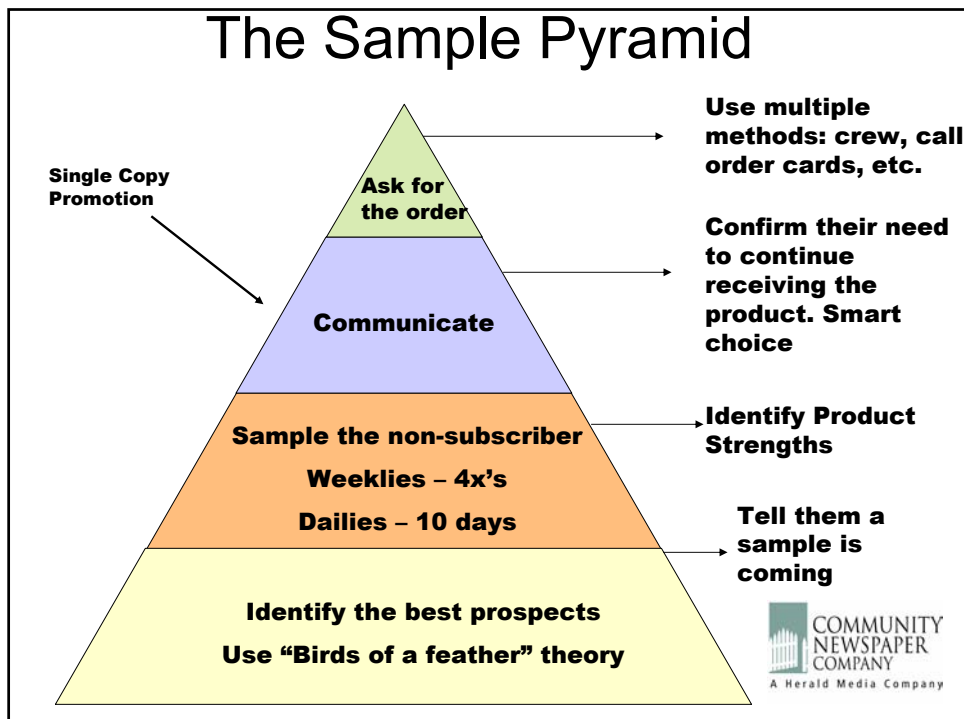 The Sample Pyramid
Use multiple
methods: crew, call
order cards, etc.
Single Copy
Promotion
Ask for
the order
Confirm their need
to continue
receiving the
product. Smart
choice
Communicate
Identify Product
Strengths
Sample the non-subscriber
Weeklies – 4x's
Dailies – 10 days
Tell them a
sample is
coming
Identify the best prospects
Use “Birds of a feather” theory
COMMUNITY
NEWSPAPER
COMPANY
A Herald Media Company